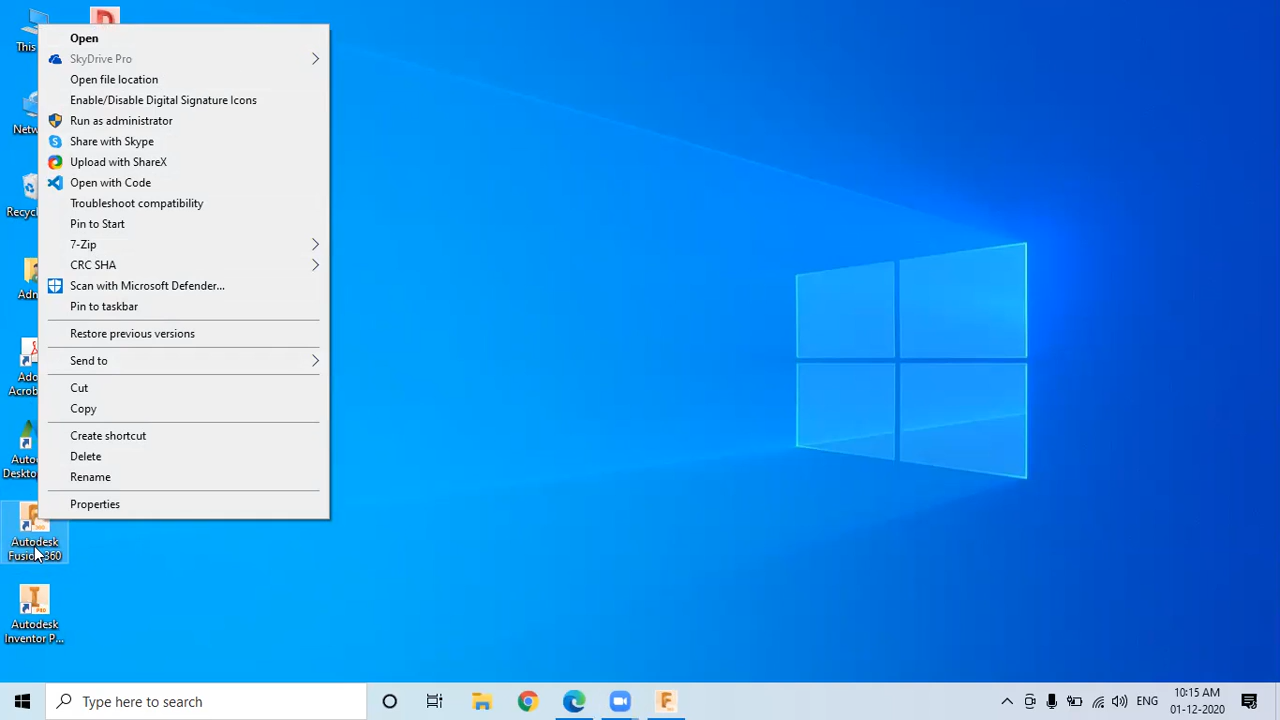 This
Open
SkyDrive Pro
Open file location
Enable/Disable Digital Signature Icons
Run as administrator
Share with Skype
Upload with ShareX
Open with Code
Troubleshoot compatibility
Pin to Start
7-Zip
CRC SHA
Scan with Microsoft Defender...
Pin to taskbar
Restore previous versions
Send to
Cut
Copy
Create shortcut
Delete
Rename
Properties
Netw
Recyc
Adn
Ado
Acrob
Auto
Deskto
Autodesk
Fusion 360
Autodesk
Inventor P...
Type here to search
ENG
10:15 AM
01-12-2020